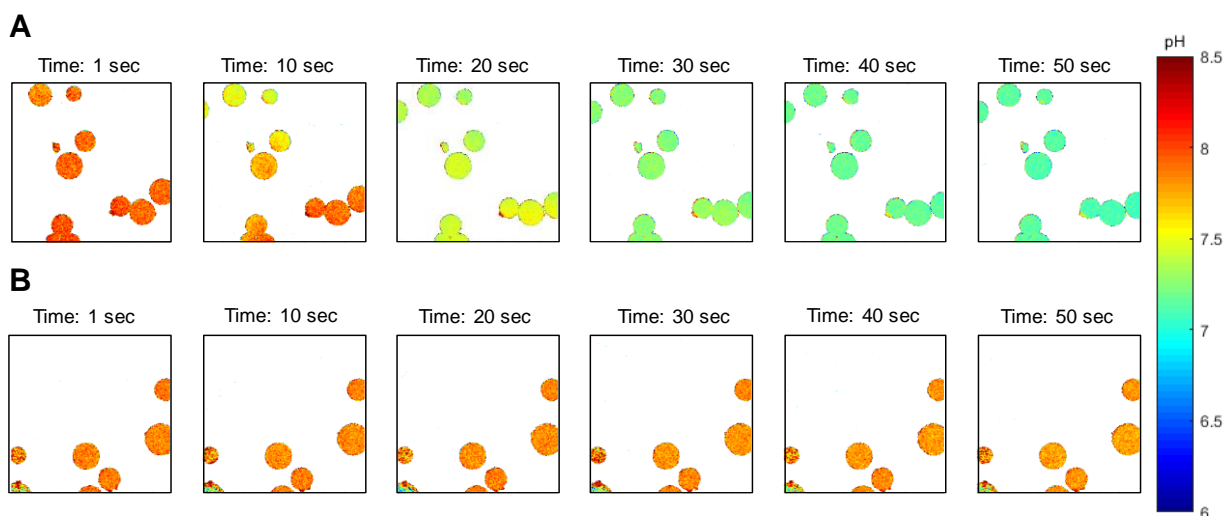 A
Time: 1 sec
Time: 10 sec
Time: 20 sec
Time: 30 sec
Time: 40 sec
Time: 50 sec
pH
8.5
8
7.5
7
6.5
6
B
Time: 1 sec
Time: 10 sec
Time: 20 sec
Time: 30 sec
Time: 40 sec
Time: 50 sec